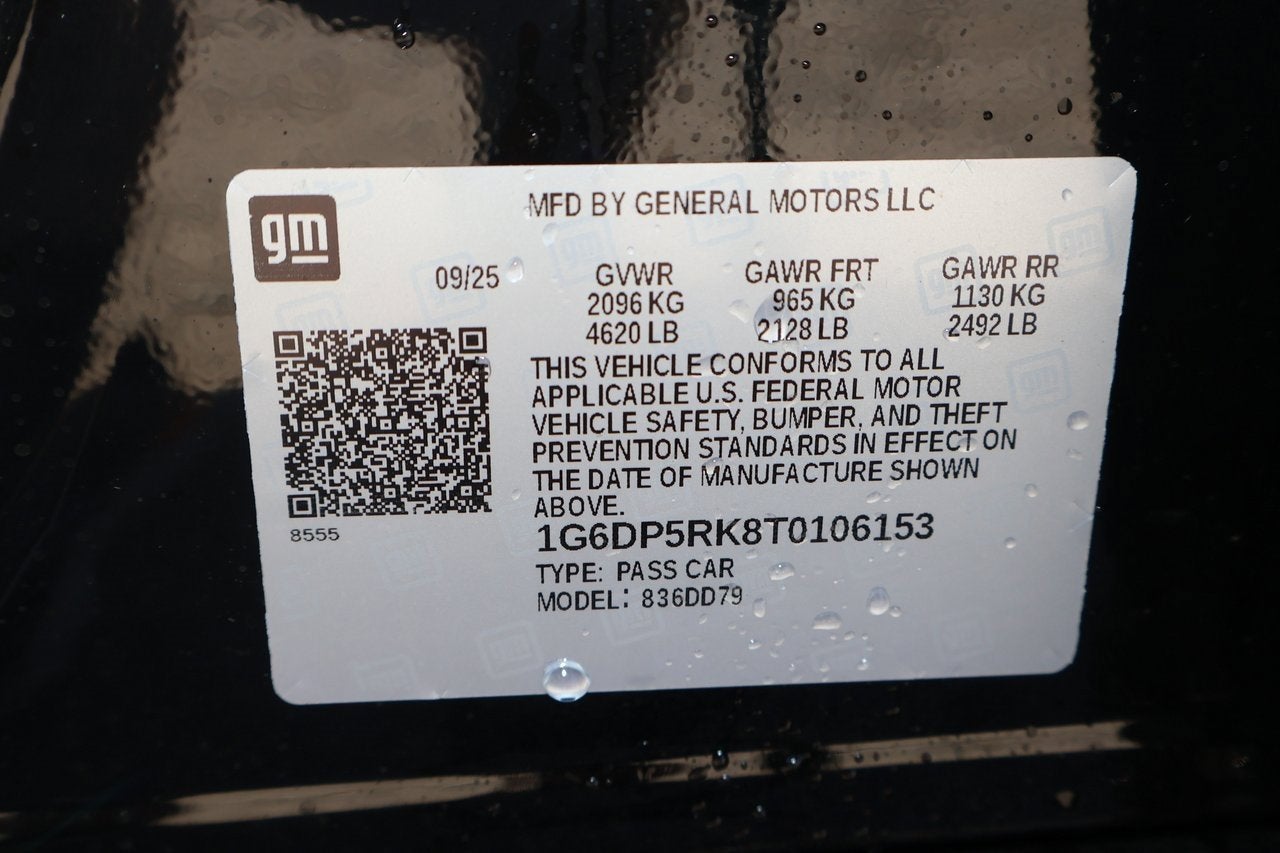 gm
MFD BY GENERAL MOTORS LLC
09/25
GVWR GAWR FRT GAWR RR
2096 KG 965 KG 1130 KG
4620 LB 2128 LB 2492 LB
THIS VEHICLE CONFORMS TO ALL
APPLICABLE U.S. FEDERAL MOTOR
VEHICLE SAFETY, BUMPER, AND THEFT
PREVENTION STANDARDS IN EFFECT ON
THE DATE OF MANUFACTURE SHOWN
ABOVE.
8555
1G6DP5RK8T0106153
TYPE: PASS CAR
MODEL: 836DD79